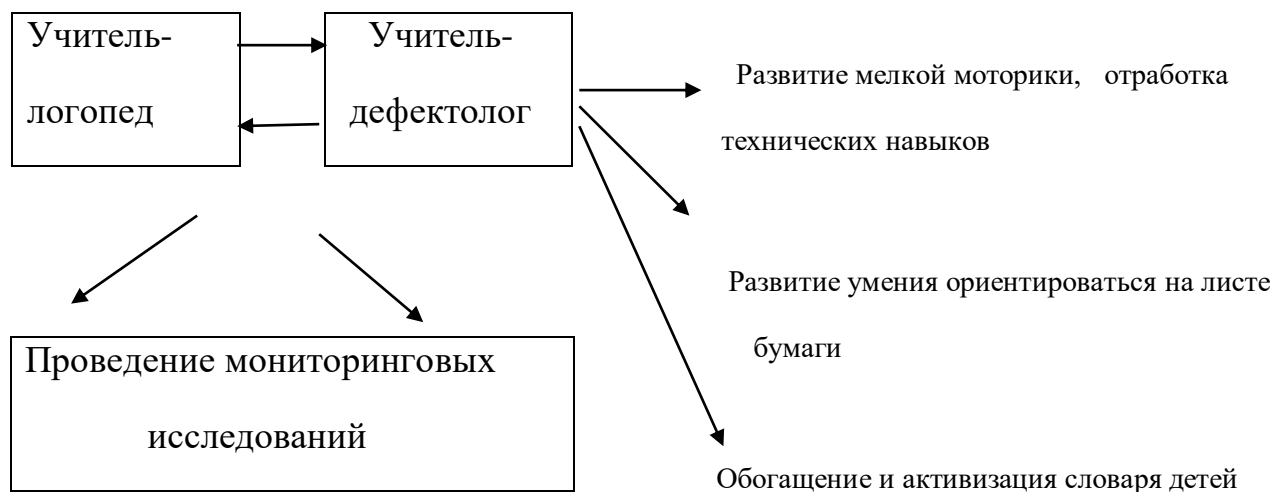 Учитель-
логопед
Учитель-
дефектолог
Развитие мелкой моторики, отработка
технических навыков
Развитие умения ориентироваться на листе
бумаги
Проведение мониторинговых
исследований
Обогащение и активизация словаря детей